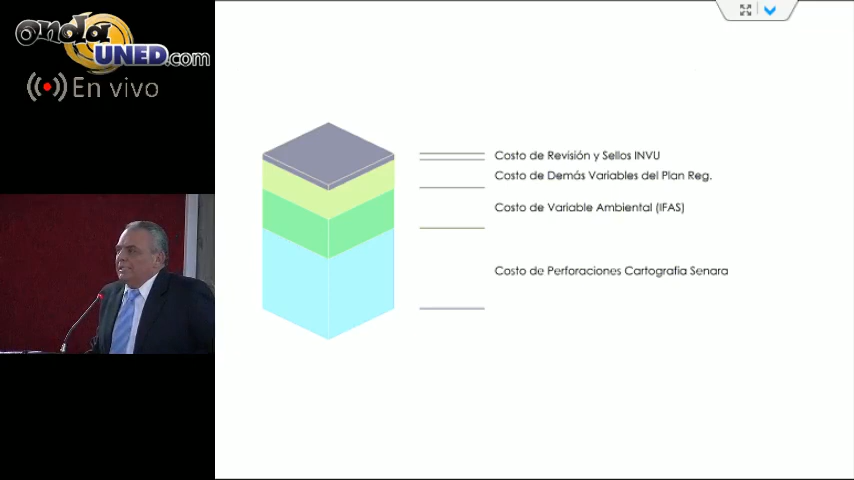 onda
UNED.com
En vivo
Costo de Revisión y Sellos INVU
Costo de Demás Variables del Plan Reg.
Costo de Variable Ambiental (IFAS)
Costo de Perforaciones Cartografía Senara